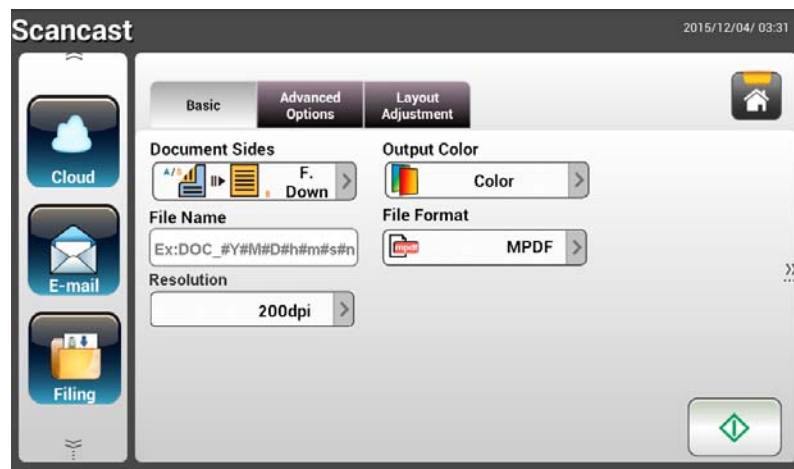 Scancast
2015/12/04/ 03:31
Cloud
E-mail
Filing
Basic
Advanced
Options
Layout
Adjustment
Document Sides
A/
F.
Down
Output Color
Color
File Name
Ex:DOC_#Y#M#D#h#m#s#n
File Format
mpdf
MPDF
Resolution
200dpi